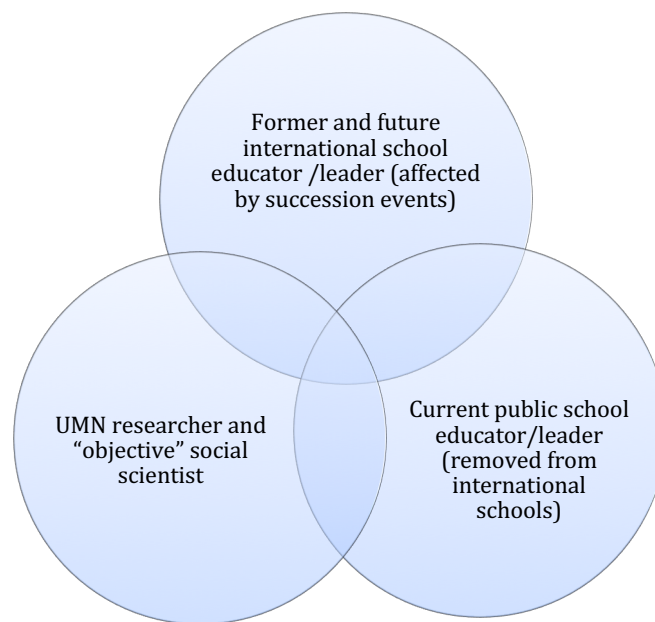 Former and future
international school
educator /leader (affected
by succession events)
UMN researcher and
“objective” social
scientist
Current public school
educator/leader
(removed from
international
schools)